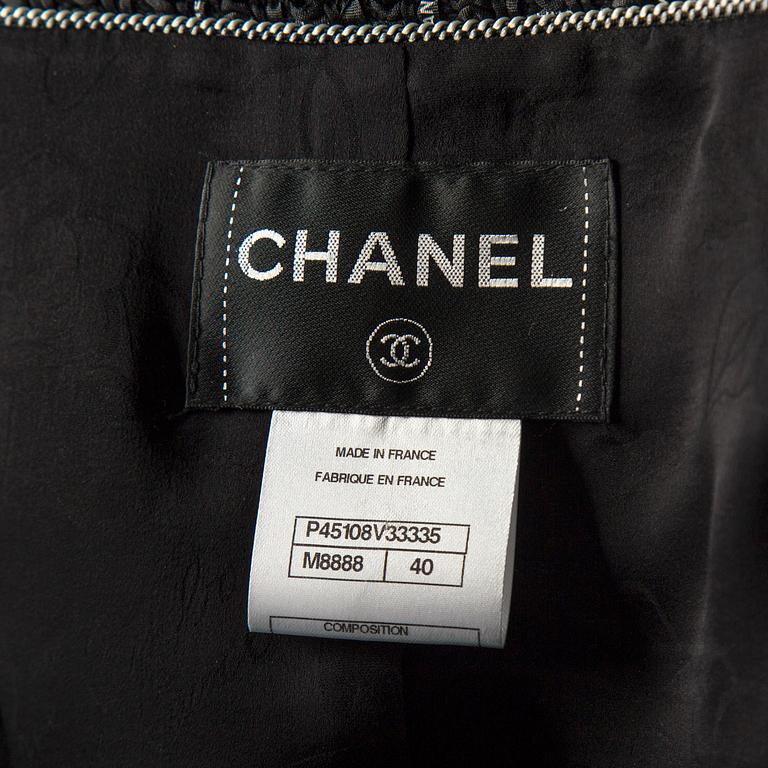 CHANEL
MADE IN FRANCE
FABRIQUE EN FRANCE
P45108V33335
M8888 40
COMPOSITION